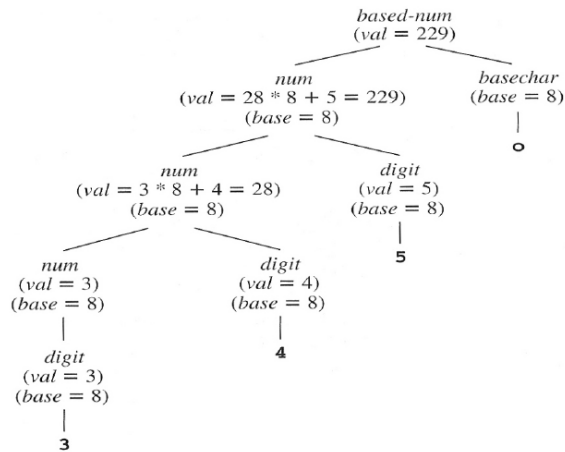 based-num
(val = 229)
num
(val = 28 * 8 + 5 = 229)
(base = 8)
basechar
(base = 8)
o
num
(val = 3 * 8 + 4 = 28)
(base = 8)
digit
(val = 5)
(base = 8)
5
num
(val = 3)
(base = 8)
digit
(val = 4)
(base = 8)
4
digit
(val = 3)
(base = 8)
3